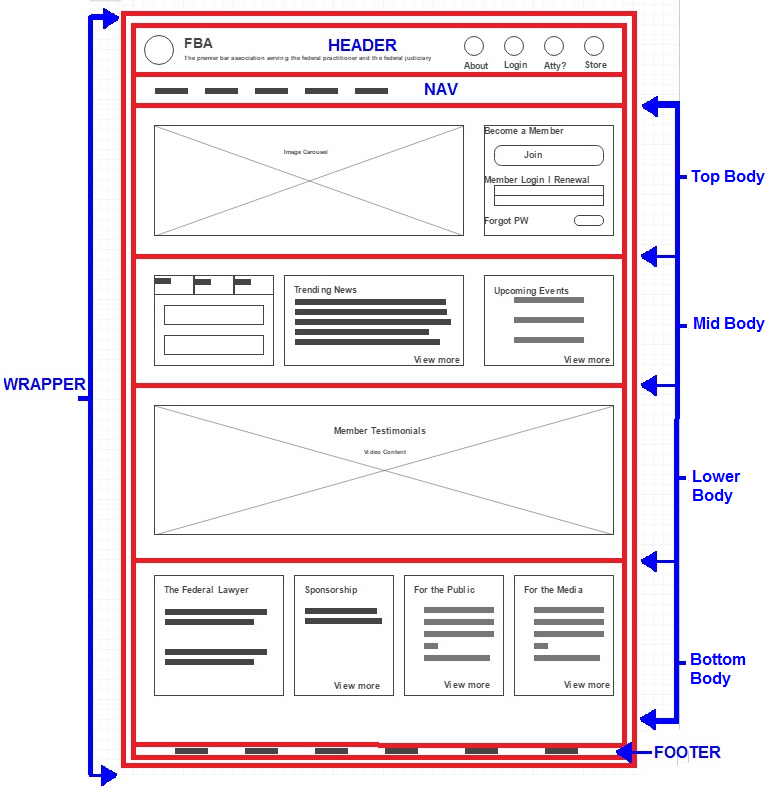 FBA
HEADER
The premier bar association serving the federal practitioner and the federal judiciary
About
Login
Atty?
Store
NAV
Image Carousel
Become a Member
Join
Member Login | Renewal
Forgot PW
Top Body
Trending News
View more
Upcoming Events
View more
Mid Body
WRAPPER
Member Testimonials
Video Content
Lower
Body
The Federal Lawyer
Sponsorship
View more
For the Public
View more
For the Media
View more
Bottom
Body
FOOTER